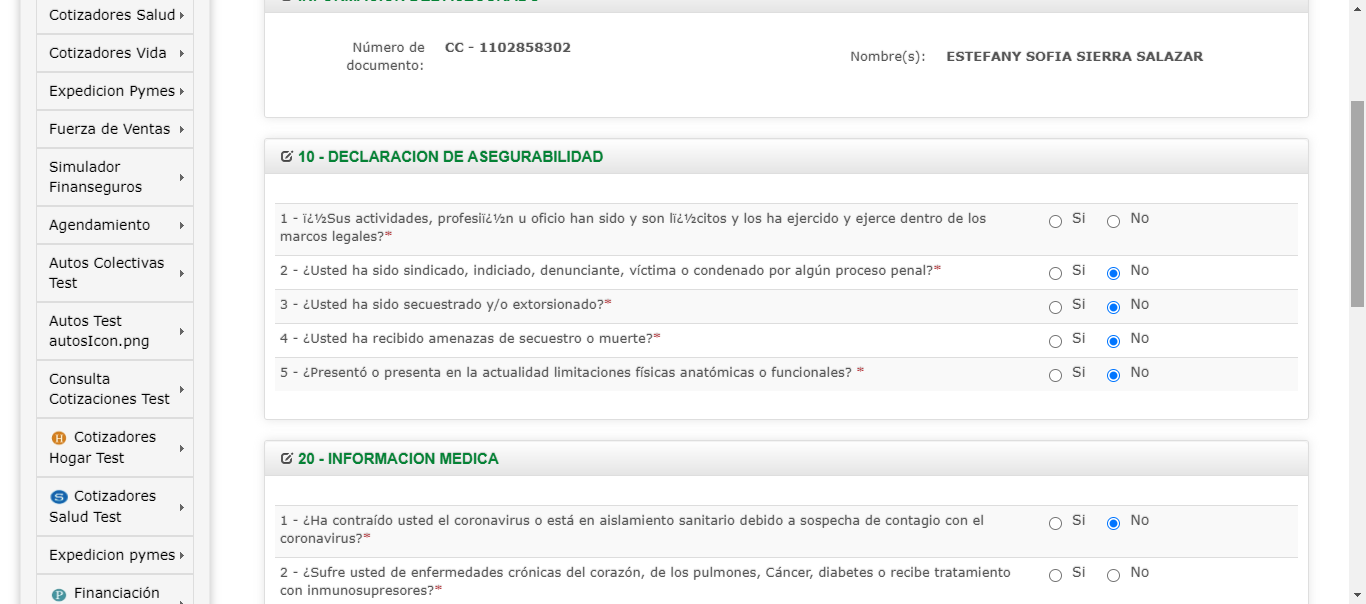 Cotizadores Salud
Cotizadores Vida
Expedicion Pymes
Fuerza de Ventas
Simulador
Finanseguros
Agendamiento
Autos Colectivas
Test
Autos Test
autosIcon.png
Consulta
Cotizaciones Test
H Cotizadores
Hogar Test
S Cotizadores
Salud Test
Expedicion pymes
P Financiación
INFORMACION DEL ASEGURADO
Número de
documento:
CC - 1102858302
Nombre(s): ESTEFANY SOFIA SIERRA SALAZAR
10 - DECLARACION DE ASEGURABILIDAD
1 - ï¿½Sus actividades, profesiï¿½n u oficio han sido y son lï¿½citos y los ha ejercido y ejerce dentro de los
marcos legales?* Si No
2 - ¿Usted ha sido sindicado, indiciado, denunciante, víctima o condenado por algún proceso penal?* Si No
3 - ¿Usted ha sido secuestrado y/o extorsionado?* Si No
4 - ¿Usted ha recibido amenazas de secuestro o muerte?* Si No
5 - ¿Presentó o presenta en la actualidad limitaciones físicas anatómicas o funcionales? * Si No
20 - INFORMACION MEDICA
1 - ¿Ha contraído usted el coronavirus o está en aislamiento sanitario debido a sospecha de contagio con el
coronavirus?* Si No
2 - ¿Sufre usted de enfermedades crónicas del corazón, de los pulmones, Cáncer, diabetes o recibe tratamiento
con inmunosupresores?* Si No